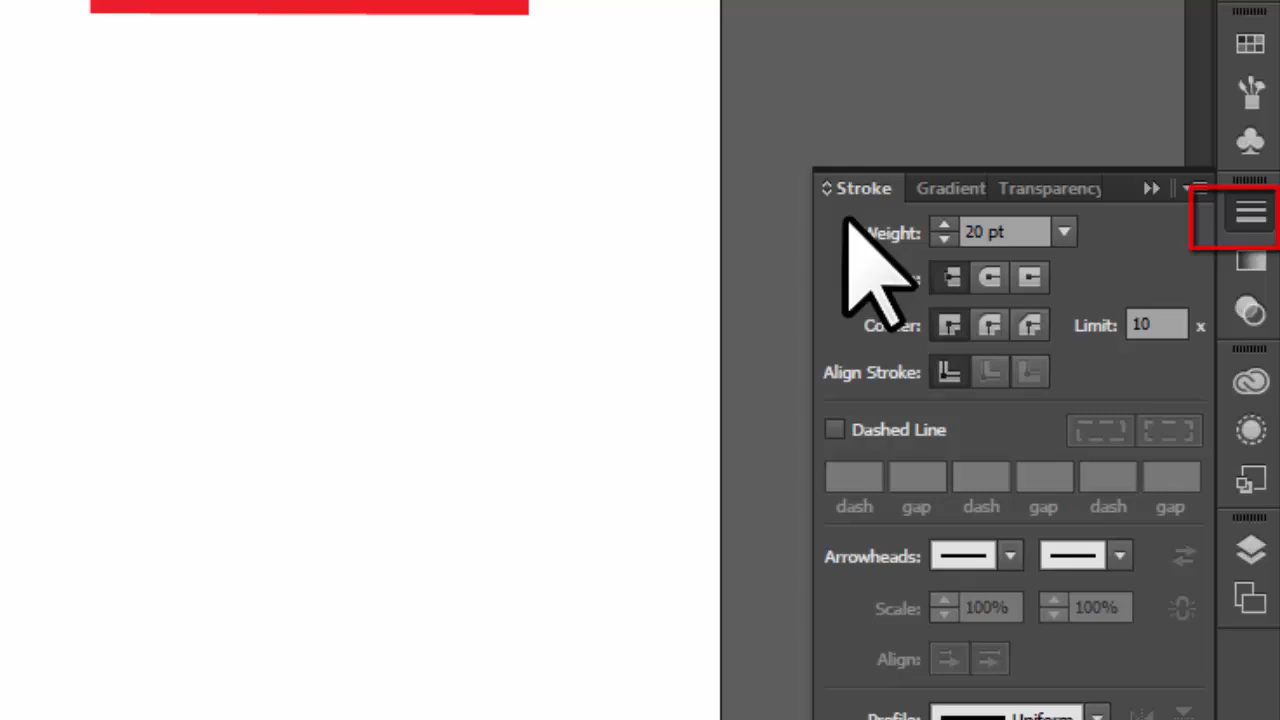 Stroke Gradient Transparency
Weight: 20 pt
Corner: Limit: 10 x
Align Stroke:
Dashed Line
dash gap dash gap dash gap
Arrowheads:
Scale: 100% 100%
Align:
Profile: Uniform